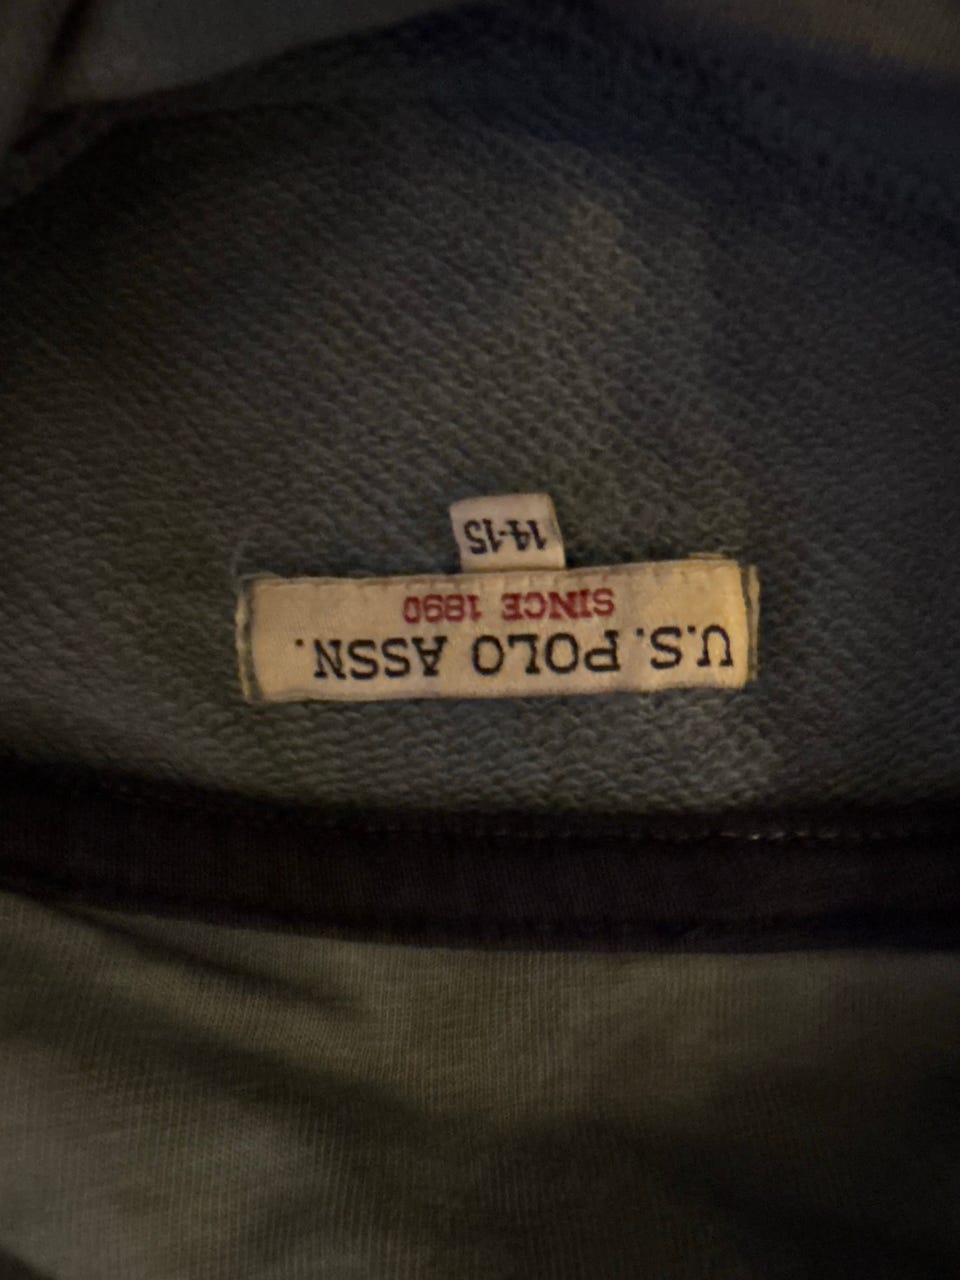 U.S. POLO ASSN.
SINCE 1890
14-15